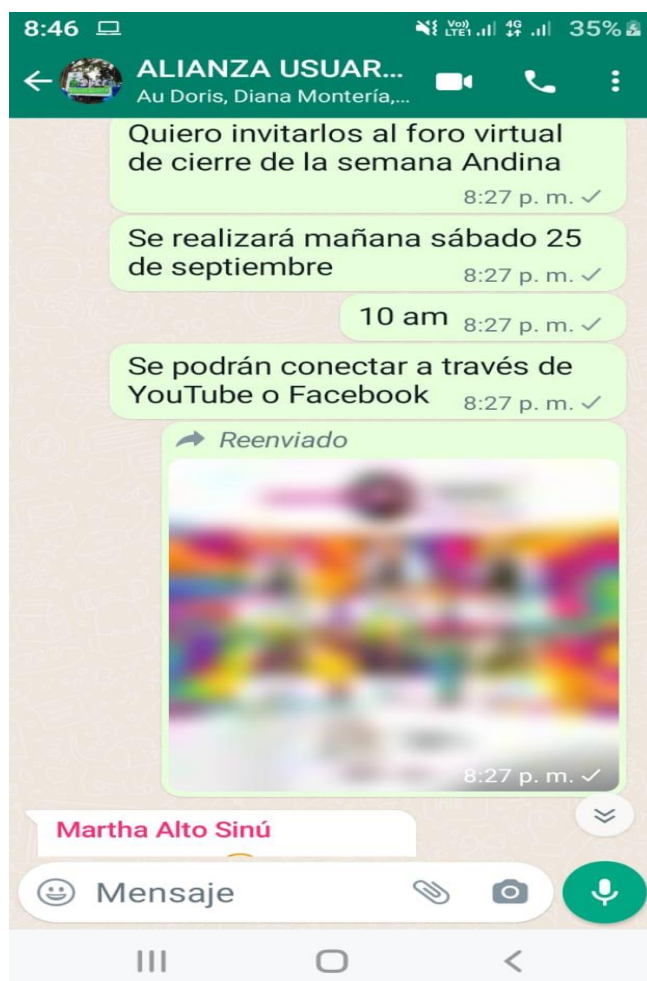 8:46 35%
ALIANZA USUAR...
Au Doris, Diana Montería,...
Quiero invitarlos al foro virtual
de cierre de la semana Andina
8:27 p. m.
Se realizará mañana sábado 25
de septiembre 8:27 p. m.
10 am 8:27 p. m.
Se podrán conectar a través de
YouTube o Facebook 8:27 p. m.
Reenviado
8:27 p. m.
Martha Alto Sinú
Mensaje